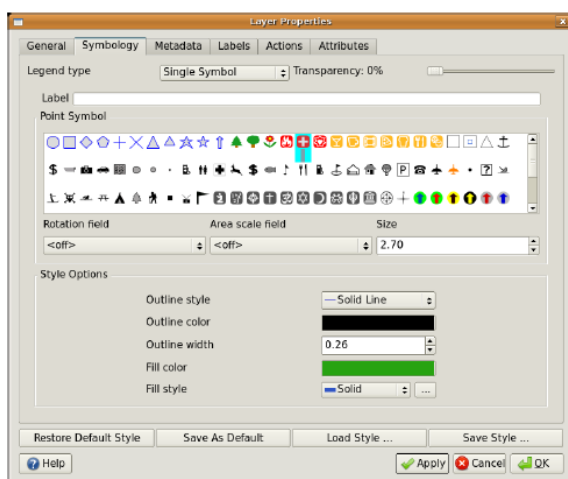 Layer Properties
General Symbology Metadata Labels Actions Attributes
Legend type Single Symbol Transparency: 0%
Label
Point Symbol
Rotation field Area scale field Size
<off> <off> 2.70
Style Options
Outline style Solid Line
Outline color
Outline width 0.26
Fill color
Fill style Solid ...
Restore Default Style Save As Default Load Style ... Save Style ...
Help Apply Cancel OK